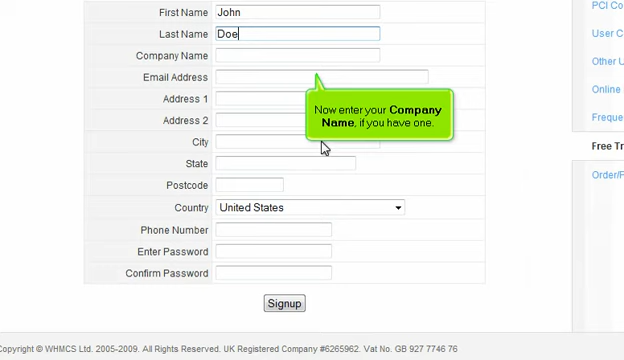 First Name John
Last Name Doe
Company Name
Email Address
Address 1
Now enter your Company
Name, if you have one.
Address 2
City
State
Postcode
Country United States
Phone Number
Enter Password
Confirm Password
Signup
PCI Co
User C
Other U
Online
Freque
Free Tr
Order/F
Copyright © WHMCS Ltd. 2005-2009. All Rights Reserved. UK Registered Company #6265962. Vat No. GB 927 7746 76